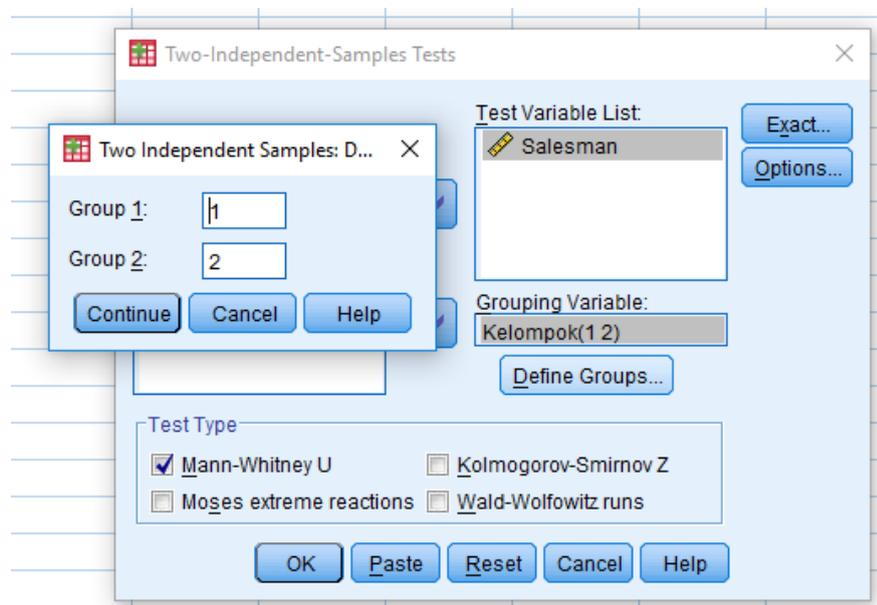 Two-Independent-Samples Tests
Test Variable List:
Salesman
Exact...
Options...
Two Independent Samples: D...
Group 1:
1
Group 2:
2
Continue
Cancel
Help
Grouping Variable:
Kelompok(1 2)
Define Groups...
Test Type
Mann-Whitney U
Kolmogorov-Smirnov Z
Moses extreme reactions
Wald-Wolfowitz runs
OK
Paste
Reset
Cancel
Help